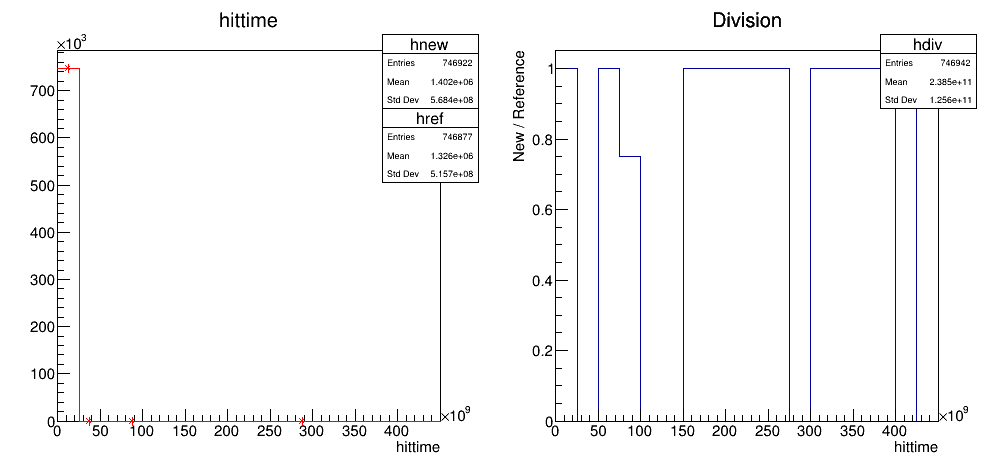 hittime
×10³
700
600
500
400
300
200
100
0
0 50 100 150 200 250 300 350 400
×10⁹
hittime
hnew
Entries 746922
Mean 1.402e+06
Std Dev 5.684e+08
href
Entries 746877
Mean 1.326e+06
Std Dev 5.157e+08
Division
New / Reference
1
0.8
0.6
0.4
0.2
0
0 50 100 150 200 250 300 350 400
×10⁹
hittime
hdiv
Entries 746942
Mean 2.385e+11
Std Dev 1.256e+11